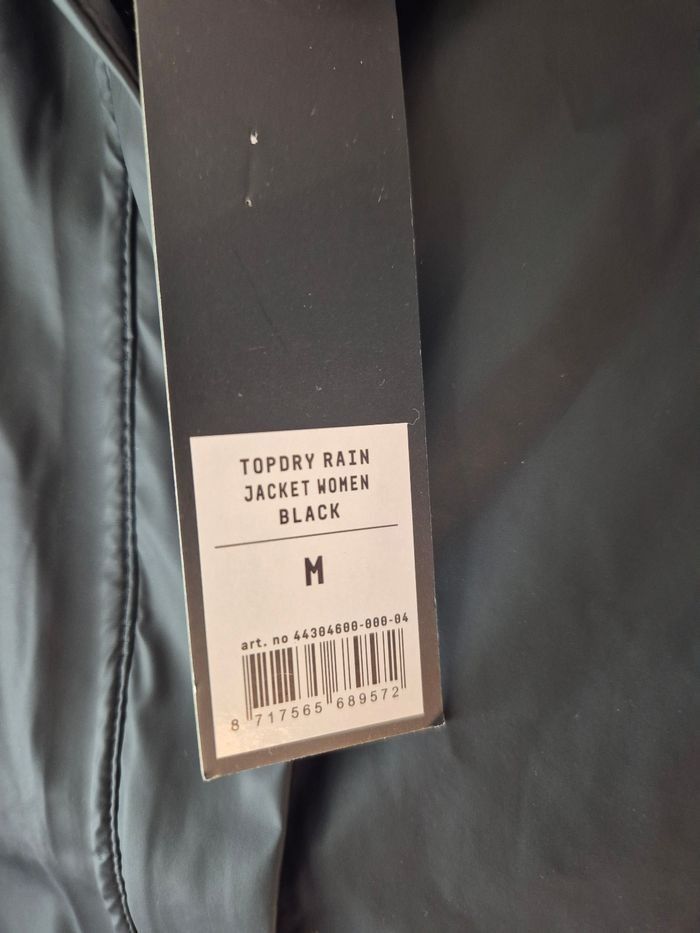 TOPDRY RAIN
JACKET WOMEN
BLACK
M
art. no 44304600-000-04
8 717565 689572